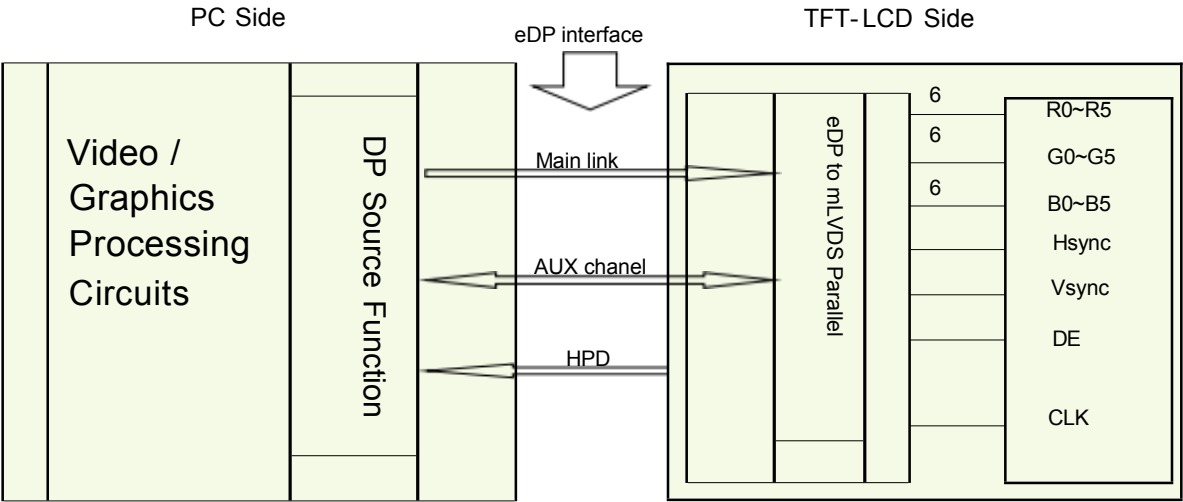 PC Side
TFT-LCD Side
eDP interface
Video /
Graphics
Processing
Circuits
DP Source Function
Main link
AUX chanel
HPD
eDP to mLVDS Parallel
6
R0~R5
6
G0~G5
6
B0~B5
Hsync
Vsync
DE
CLK